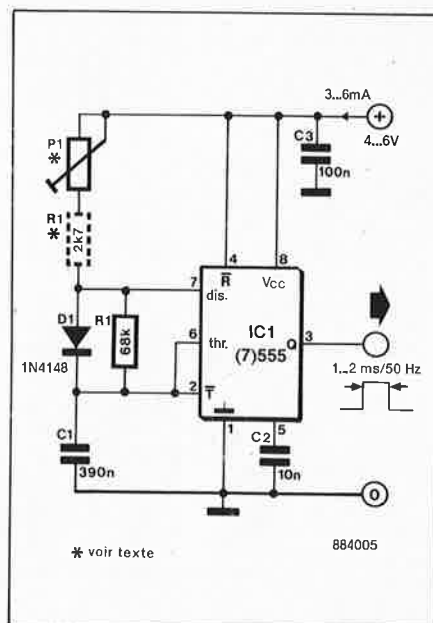 3...6mA
+
4...6V
P1
*
C3
100n
R1
*
2k7
4
8
R
Vcc
7
dis.
D1
R1
68k
6
thr.
IC1
(7)555
Q
3
1N4148
2
T
1...2 ms/50 Hz
C1
390n
1
5
C2
10n
0
* voir texte
884005